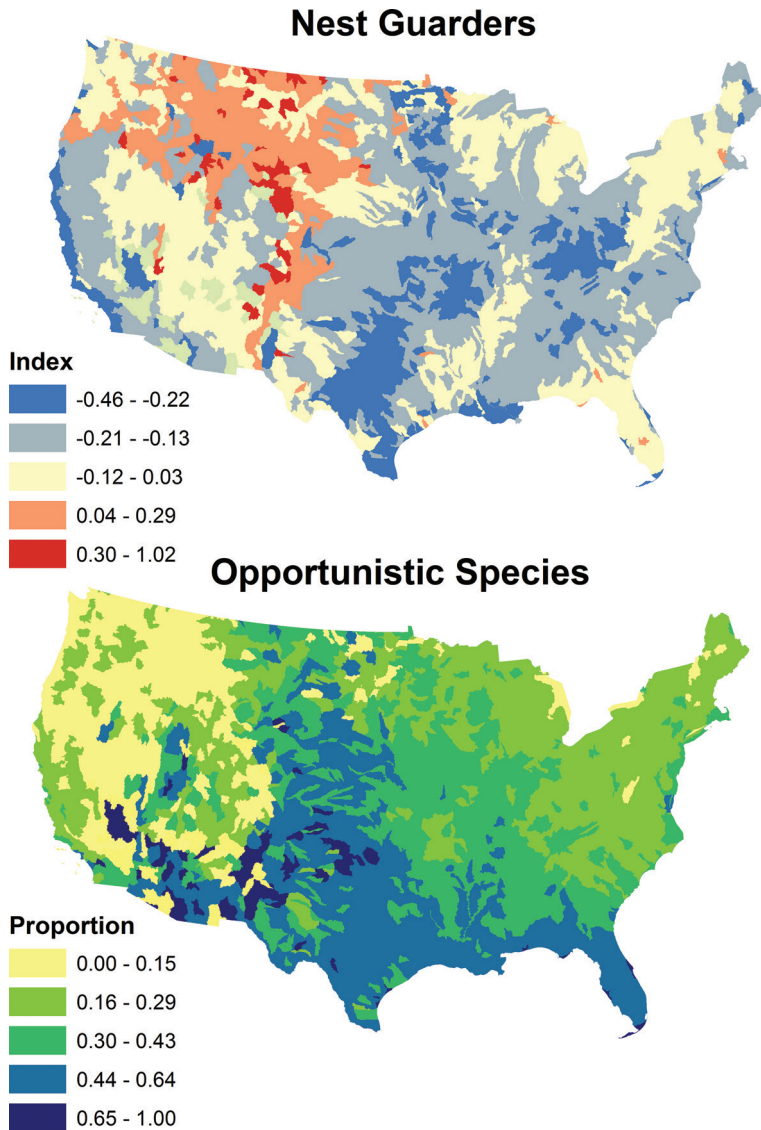 Nest Guarders
Index
-0.46 - -0.22
-0.21 - -0.13
-0.12 - 0.03
0.04 - 0.29
0.30 - 1.02
Opportunistic Species
Proportion
0.00 - 0.15
0.16 - 0.29
0.30 - 0.43
0.44 - 0.64
0.65 - 1.00